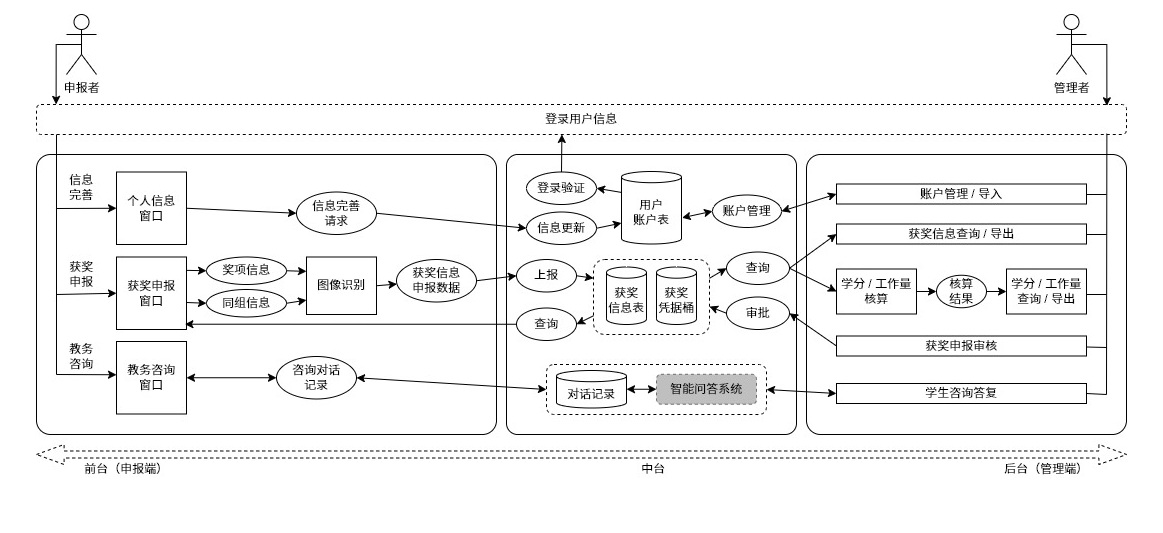 申报者
管理者
登录用户信息
信息
完善
个人信息
窗口
信息完善
请求
获奖
申报
获奖申报
窗口
奖项信息
同组信息
图像识别
获奖信息
申报数据
教务
咨询
教务咨询
窗口
咨询对话
记录
登录验证
信息更新
用户
账户表
账户管理
上报
查询
获奖
信息表
获奖
凭据桶
查询
审批
对话记录
智能问答系统
账户管理 / 导入
获奖信息查询 / 导出
学分 / 工作量
核算
核算
结果
学分 / 工作量
查询 / 导出
获奖申报审核
学生咨询答复
前台（申报端）
中台
后台（管理端）